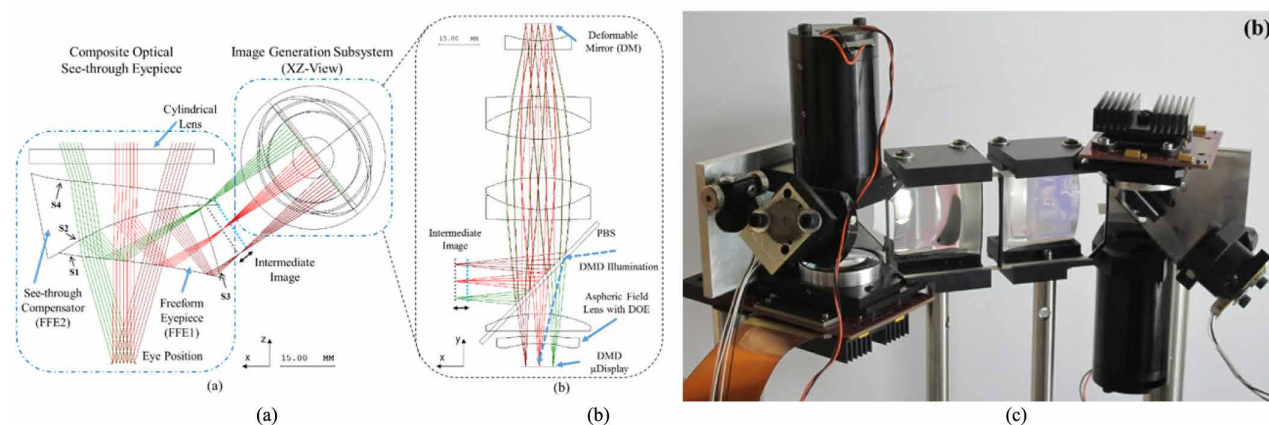 Composite Optical
See-through Eyepiece
Image Generation Subsystem
(XZ-View)
Cylindrical
Lens
S4
S2
S1
S3
Intermediate
Image
See-through
Compensator
(FFE2)
Freeform
Eyepiece
(FFE1)
Eye Position
z
x
15.00 MM
(a)
15.00 MM
Deformable
Mirror (DM)
PBS
Intermediate
Image
DMD Illumination
Aspheric Field
Lens with DOE
y
x
DMD
μDisplay
(b)
(b)
(a)
(b)
(c)